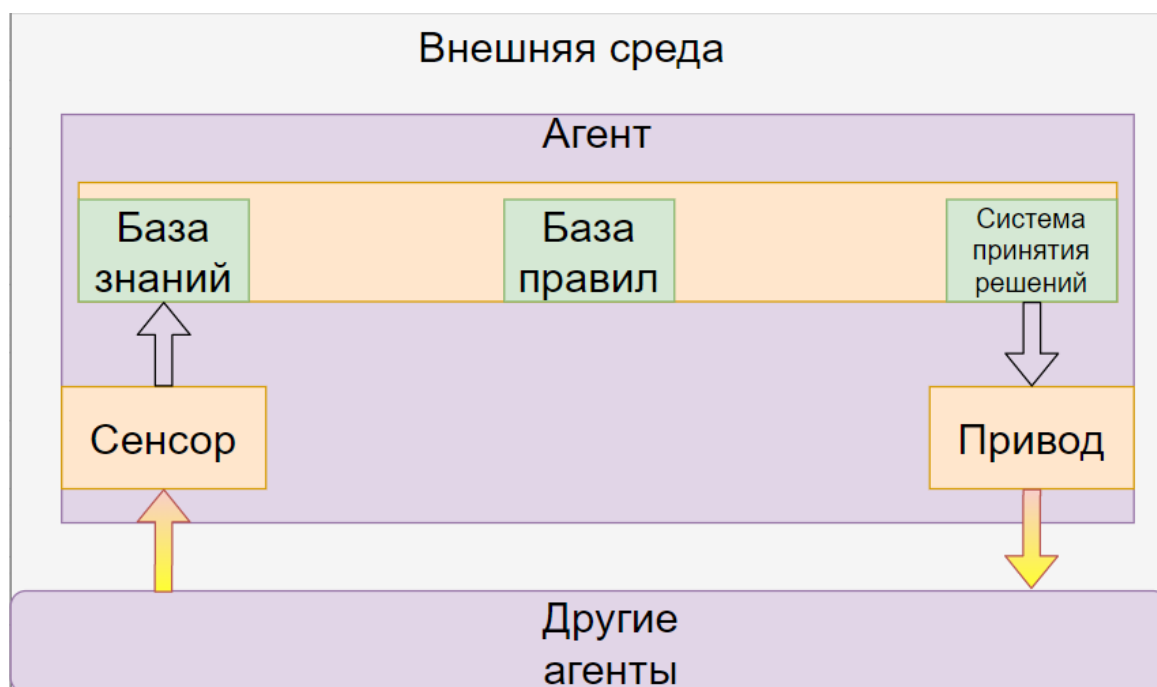 Внешняя среда
Агент
База
знаний
База
правил
Система
принятия
решений
Сенсор
Привод
Другие
агенты